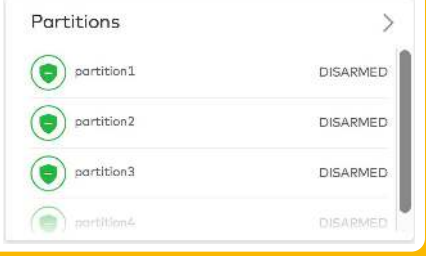 Partitions
partition1 DISARMED
partition2 DISARMED
partition3 DISARMED
partition4 DISARMED